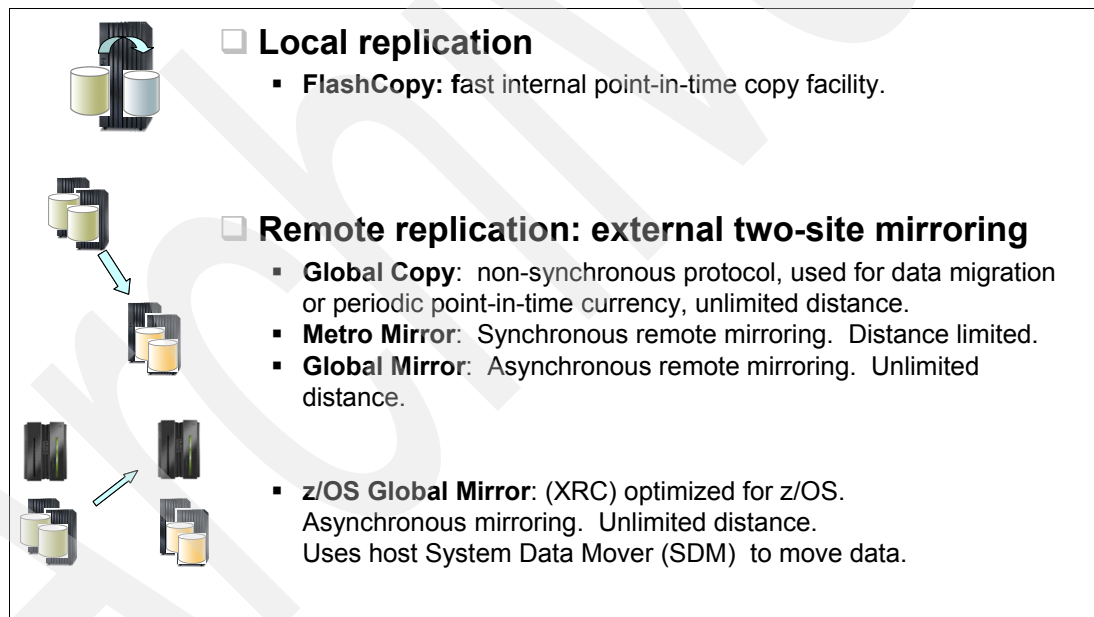 Local replication
FlashCopy: fast internal point-in-time copy facility.
Remote replication: external two-site mirroring
Global Copy: non-synchronous protocol, used for data migration
or periodic point-in-time currency, unlimited distance.
Metro Mirror: Synchronous remote mirroring. Distance limited.
Global Mirror: Asynchronous remote mirroring. Unlimited
distance.
z/OS Global Mirror: (XRC) optimized for z/OS.
Asynchronous mirroring. Unlimited distance.
Uses host System Data Mover (SDM) to move data.